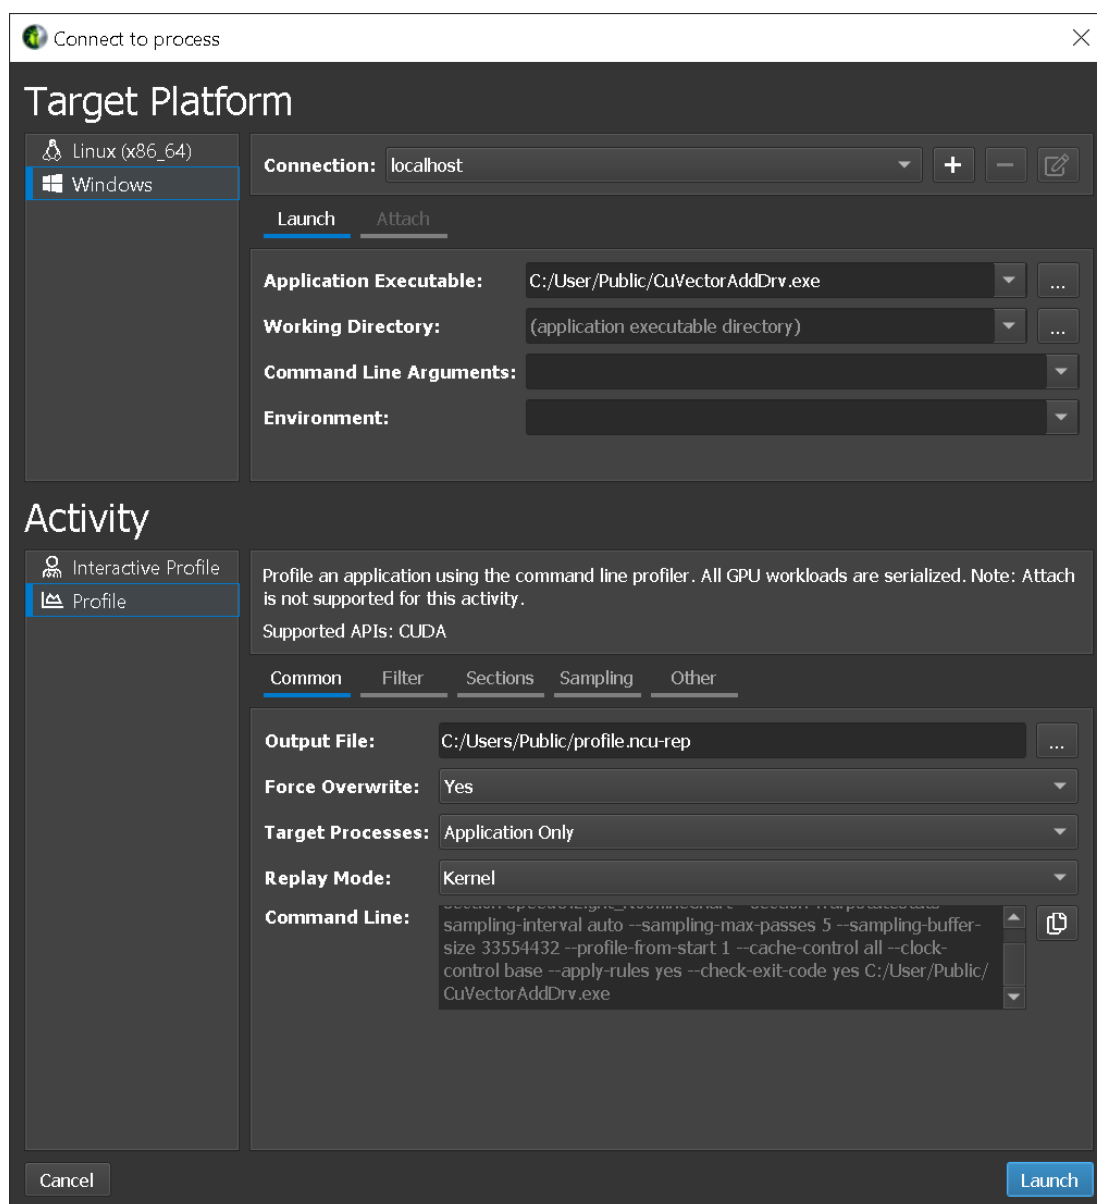 Connect to process
Target Platform
Linux (x86_64)
Windows
Connection: localhost
Launch Attach
Application Executable: C:/User/Public/CuVectorAddDrv.exe ...
Working Directory: (application executable directory) ...
Command Line Arguments:
Environment:
Activity
Interactive Profile
Profile
Profile an application using the command line profiler. All GPU workloads are serialized. Note: Attach
is not supported for this activity.
Supported APIs: CUDA
Common Filter Sections Sampling Other
Output File: C:/Users/Public/profile.ncu-rep ...
Force Overwrite: Yes
Target Processes: Application Only
Replay Mode: Kernel
Command Line:
sampling-interval auto --sampling-max-passes 5 --sampling-buffer-
size 33554432 --profile-from-start 1 --cache-control all --clock-
control base --apply-rules yes --check-exit-code yes C:/User/Public/
CuVectorAddDrv.exe
Cancel Launch